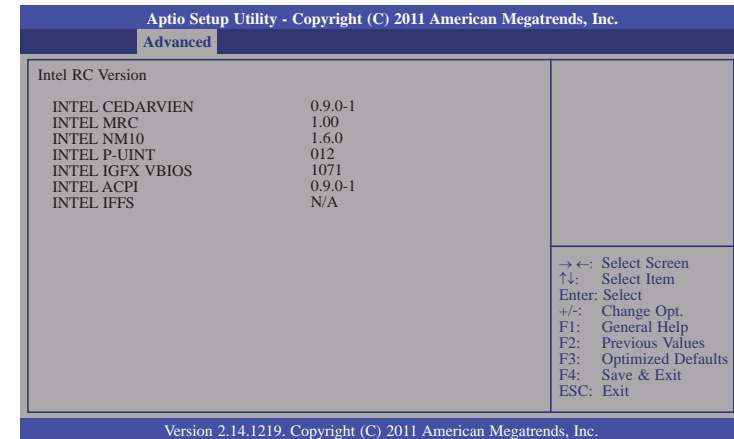 Aptio Setup Utility - Copyright (C) 2011 American Megatrends, Inc.
Advanced
Intel RC Version
INTEL CEDARVIEN 0.9.0-1
INTEL MRC 1.00
INTEL NM10 1.6.0
INTEL P-UINT 012
INTEL IGFX VBIOS 1071
INTEL ACPI 0.9.0-1
INTEL IFFS N/A
→←: Select Screen
↑↓: Select Item
Enter: Select
+/-: Change Opt.
F1: General Help
F2: Previous Values
F3: Optimized Defaults
F4: Save & Exit
ESC: Exit
Version 2.14.1219. Copyright (C) 2011 American Megatrends, Inc.